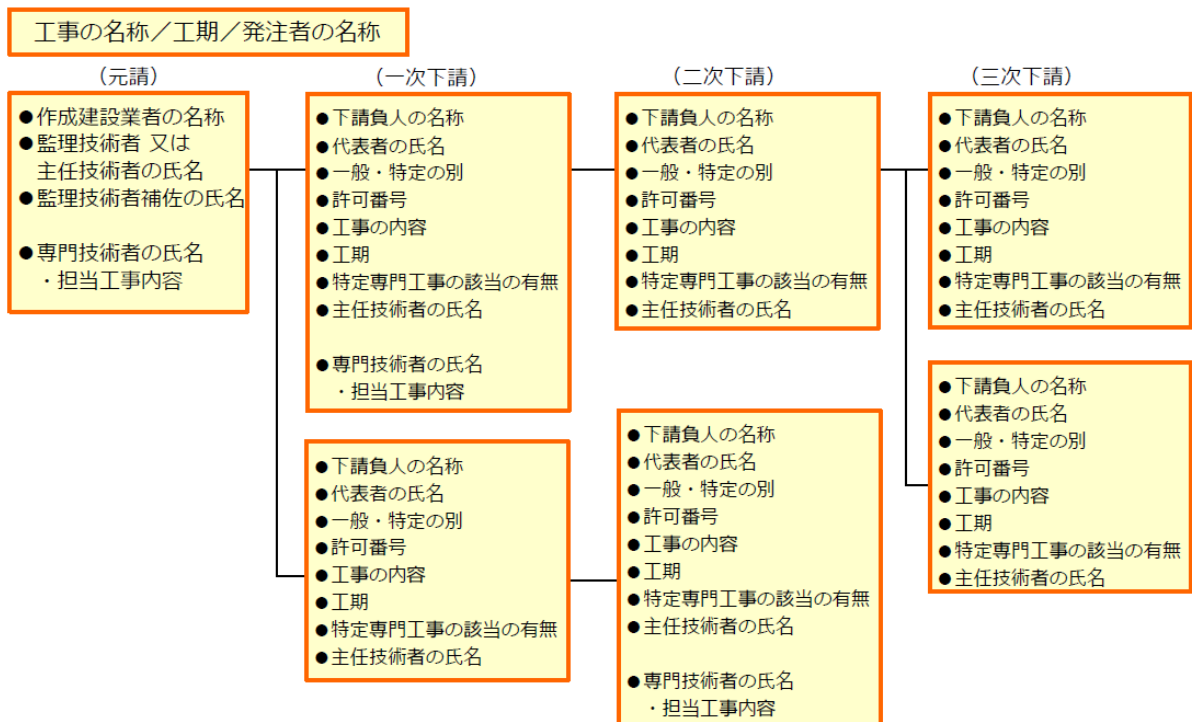 工事の名称／工期／発注者の名称
（元請）
●作成建設業者の名称
●監理技術者 又は
主任技術者の氏名
●監理技術者補佐の氏名
●専門技術者の氏名
・担当工事内容
（一次下請）
●下請負人の名称
●代表者の氏名
●一般・特定の別
●許可番号
●工事の内容
●工期
●特定専門工事の該当の有無
●主任技術者の氏名
●専門技術者の氏名
・担当工事内容
●下請負人の名称
●代表者の氏名
●一般・特定の別
●許可番号
●工事の内容
●工期
●特定専門工事の該当の有無
●主任技術者の氏名
（二次下請）
●下請負人の名称
●代表者の氏名
●一般・特定の別
●許可番号
●工事の内容
●工期
●特定専門工事の該当の有無
●主任技術者の氏名
●下請負人の名称
●代表者の氏名
●一般・特定の別
●許可番号
●工事の内容
●工期
●特定専門工事の該当の有無
●主任技術者の氏名
●専門技術者の氏名
・担当工事内容
（三次下請）
●下請負人の名称
●代表者の氏名
●一般・特定の別
●許可番号
●工事の内容
●工期
●特定専門工事の該当の有無
●主任技術者の氏名
●下請負人の名称
●代表者の氏名
●一般・特定の別
●許可番号
●工事の内容
●工期
●特定専門工事の該当の有無
●主任技術者の氏名